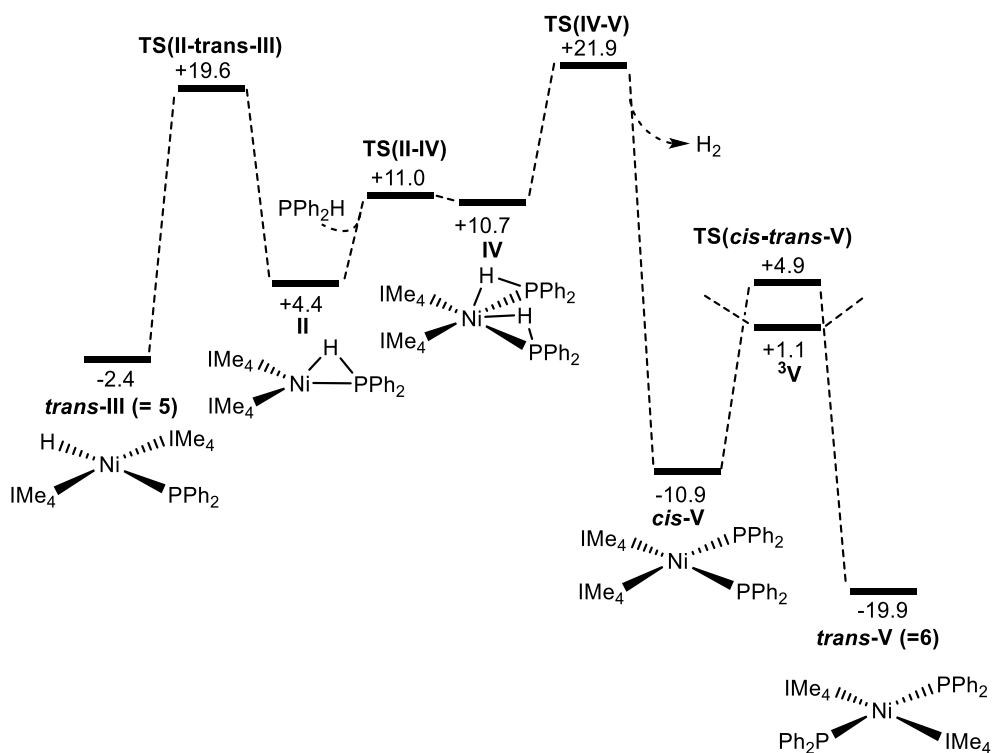 TS(IV-V)
+21.9
TS(II-trans-III)
+19.6
H₂
TS(II-IV)
+11.0
PPh₂H
+10.7
IV
TS(cis-trans-V)
+4.9
+4.4
II
+1.1
³V
-2.4
trans-III (= 5)
H
IMe₄
Ni
IMe₄
PPh₂
H
IMe₄
Ni
PPh₂
IMe₄
H
IMe₄
PPh₂
H
Ni
IMe₄
PPh₂
-10.9
cis-V
IMe₄
PPh₂
Ni
IMe₄
PPh₂
-19.9
trans-V (=6)
IMe₄
PPh₂
Ni
Ph₂P
IMe₄